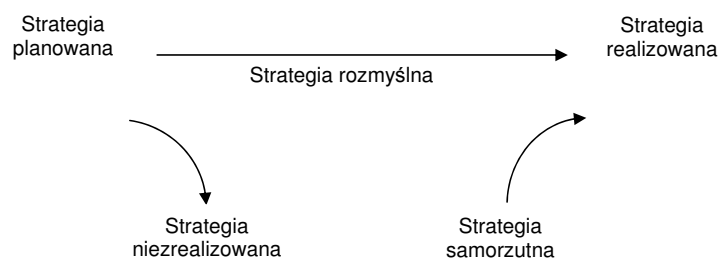 Strategia
planowana
Strategia
realizowana
Strategia rozmyślna
Strategia
niezrealizowana
Strategia
samorzutna